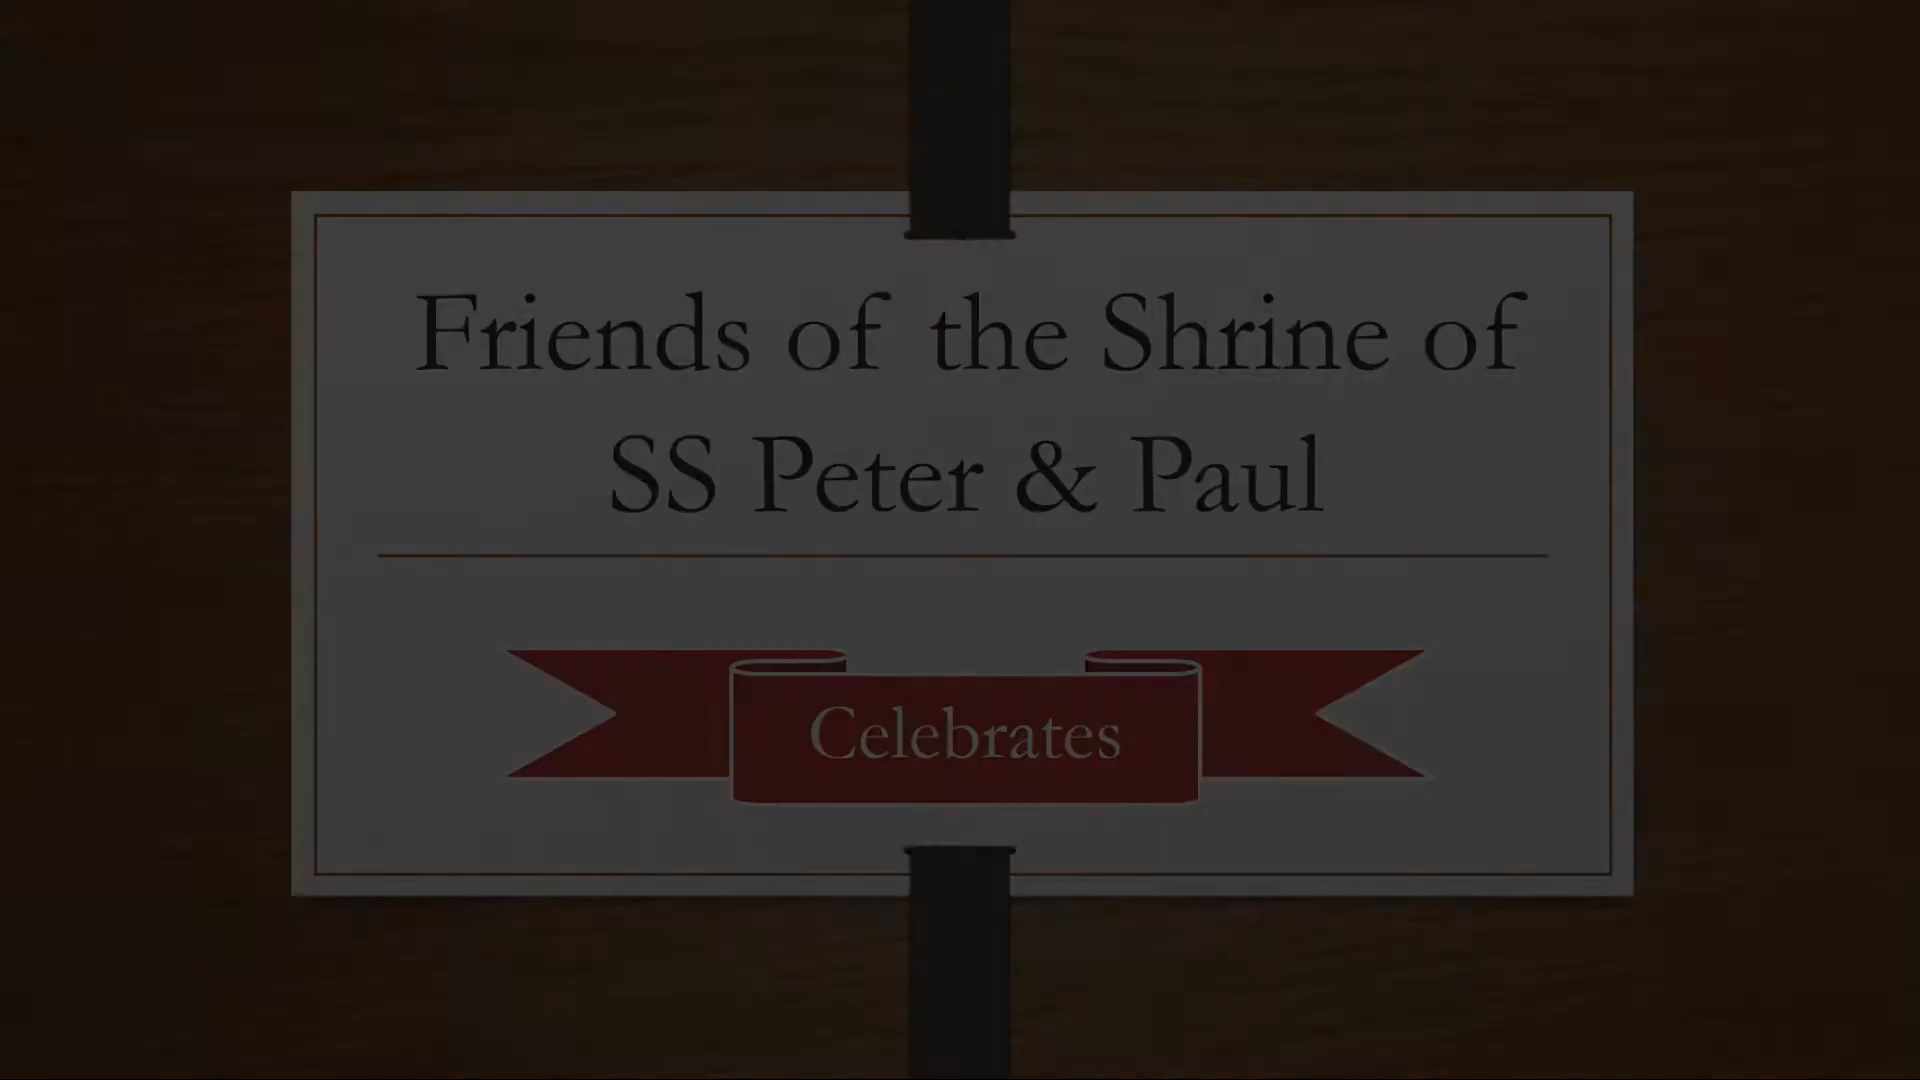 Friends of the Shrine of
SS Peter & Paul
Celebrates